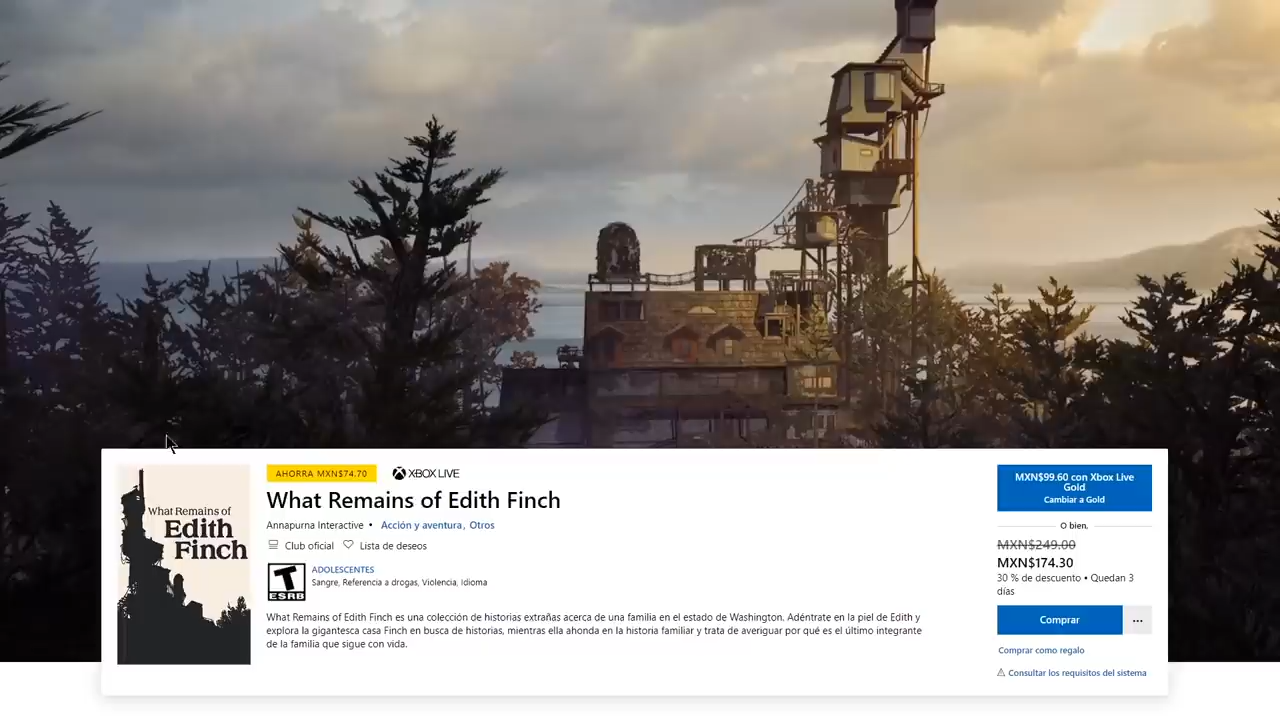 What Remains of
Edith
Finch
AHORRA MXN$74.70
XBOX LIVE
What Remains of Edith Finch
Annapurna Interactive • Acción y aventura, Otros
Club oficial
Lista de deseos
T
ESRB
ADOLESCENTES
Sangre, Referencia a drogas, Violencia, Idioma
What Remains of Edith Finch es una colección de historias extrañas acerca de una familia en el estado de Washington. Adéntrate en la piel de Edith y
explora la gigantesca casa Finch en busca de historias, mientras ella ahonda en la historia familiar y trata de averiguar por qué es el último integrante
de la familia que sigue con vida.
MXN$99.60 con Xbox Live
Gold
Cambiar a Gold
O bien,
MXN$249.00
MXN$174.30
30 % de descuento • Quedan 3
días
Comprar
...
Comprar como regalo
Consultar los requisitos del sistema